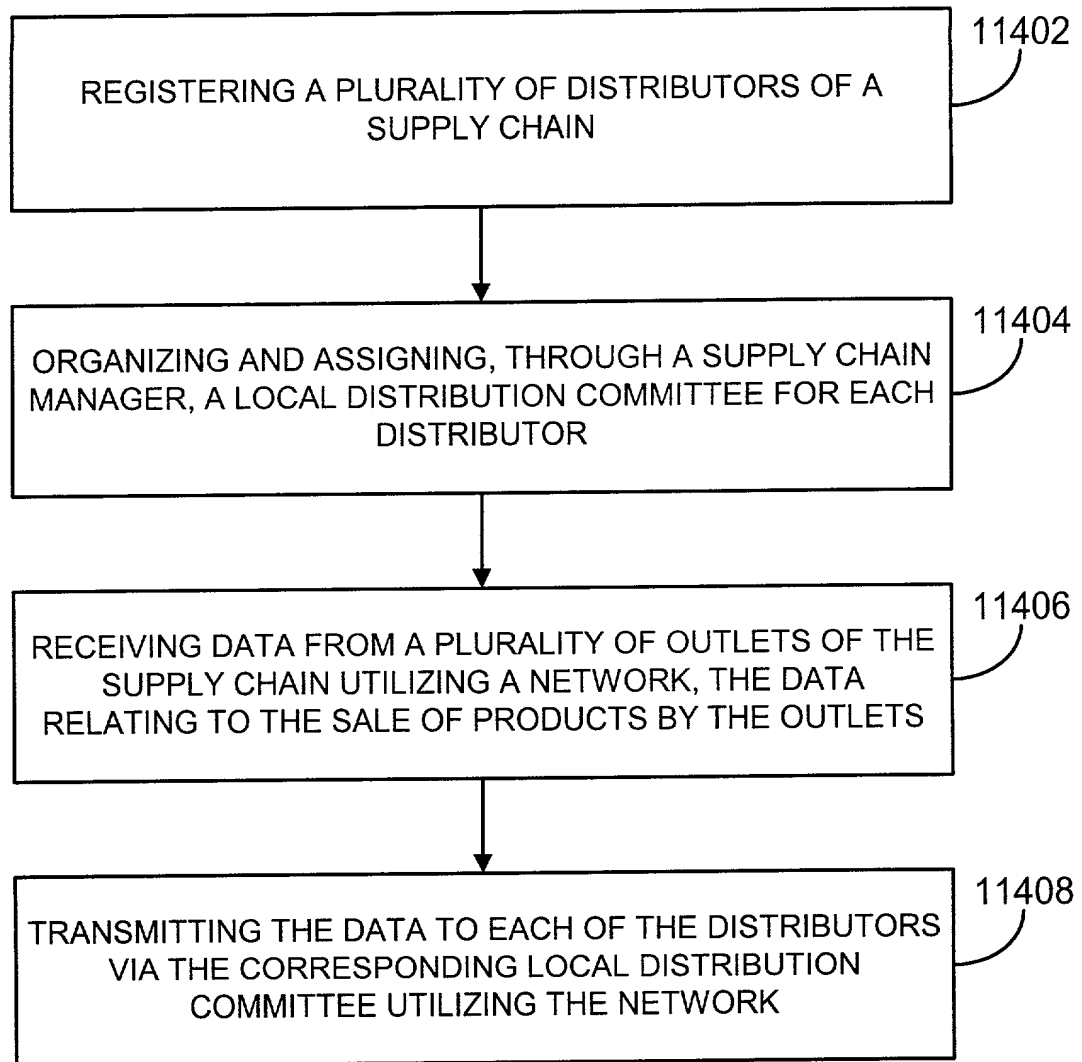 11402
REGISTERING A PLURALITY OF DISTRIBUTORS OF A
SUPPLY CHAIN
11404
ORGANIZING AND ASSIGNING, THROUGH A SUPPLY CHAIN
MANAGER, A LOCAL DISTRIBUTION COMMITTEE FOR EACH
DISTRIBUTOR
11406
RECEIVING DATA FROM A PLURALITY OF OUTLETS OF THE
SUPPLY CHAIN UTILIZING A NETWORK, THE DATA
RELATING TO THE SALE OF PRODUCTS BY THE OUTLETS
11408
TRANSMITTING THE DATA TO EACH OF THE DISTRIBUTORS
VIA THE CORRESPONDING LOCAL DISTRIBUTION
COMMITTEE UTILIZING THE NETWORK